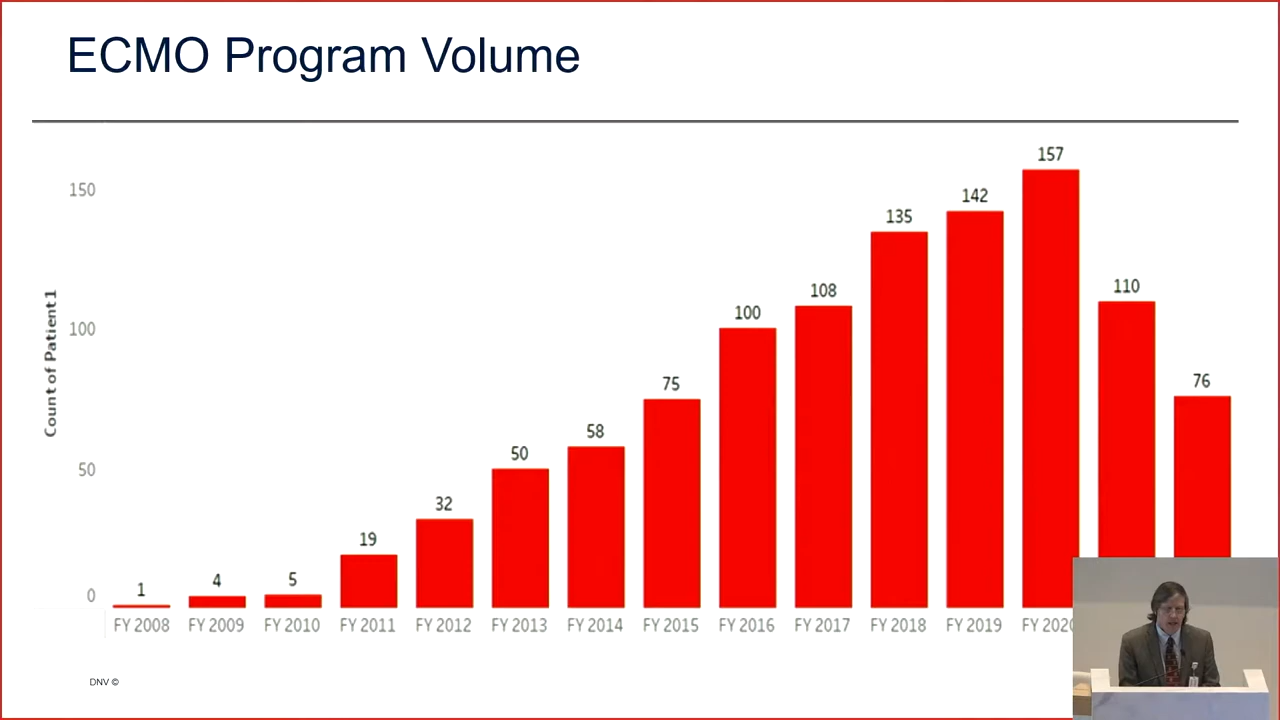 ECMO Program Volume
Count of Patient1
150
100
50
0
1
4
5
19
32
50
58
75
100
108
135
142
157
110
76
FY 2008
FY 2009
FY 2010
FY 2011
FY 2012
FY 2013
FY 2014
FY 2015
FY 2016
FY 2017
FY 2018
FY 2019
FY 2020
DNV ©